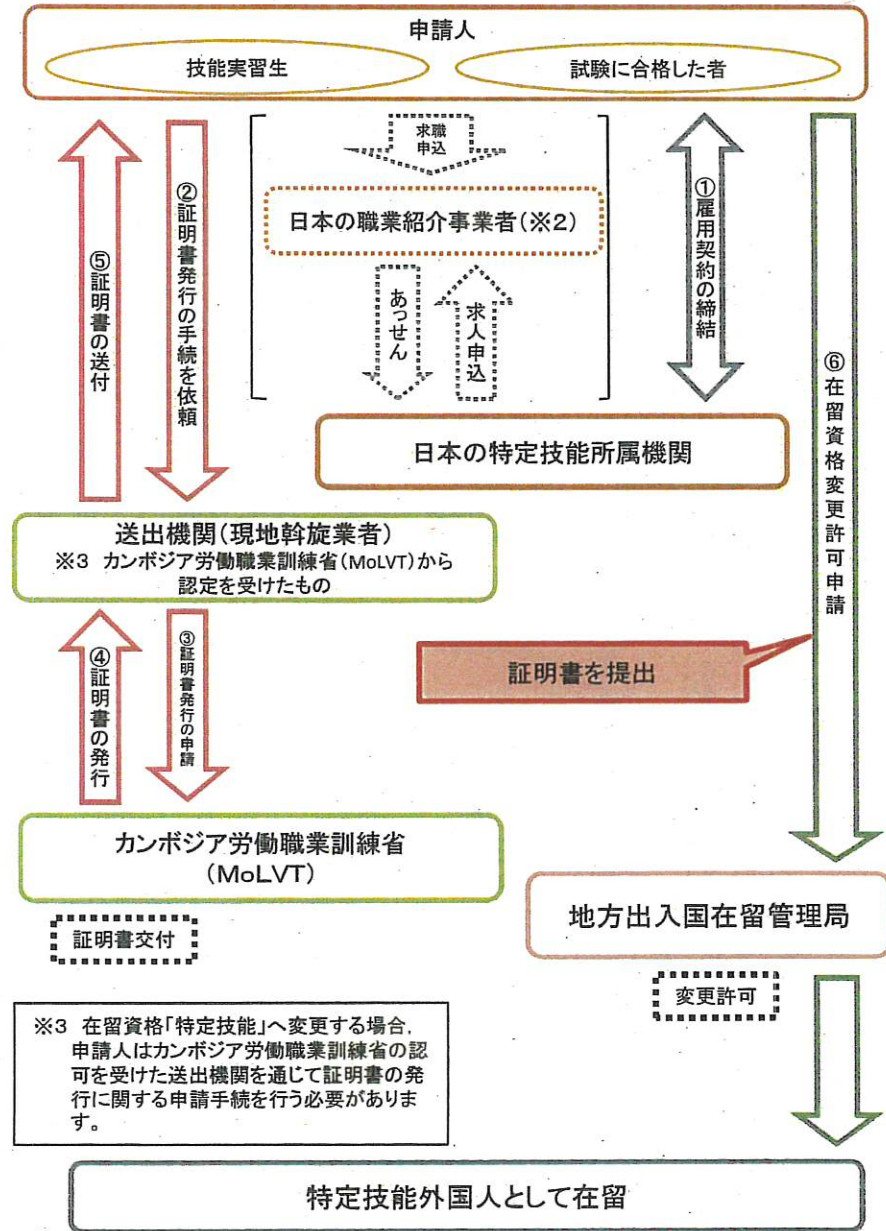 申請人
技能実習生
試験に合格した者
求職
申込
日本の職業紹介事業者(※2)
あっせん
求人申込
①雇用契約の締結
②証明書発行の手続を依頼
⑤証明書の送付
⑥在留資格変更許可申請
日本の特定技能所属機関
送出機関(現地斡旋業者)
※3 カンボジア労働職業訓練省(MoLVT)から
認定を受けたもの
③証明書発行の申請
④証明書の発行
証明書を提出
カンボジア労働職業訓練省
(MoLVT)
証明書交付
地方出入国在留管理局
変更許可
※3 在留資格「特定技能」へ変更する場合,
申請人はカンボジア労働職業訓練省の認
可を受けた送出機関を通じて証明書の発
行に関する申請手続を行う必要がありま
す。
特定技能外国人として在留